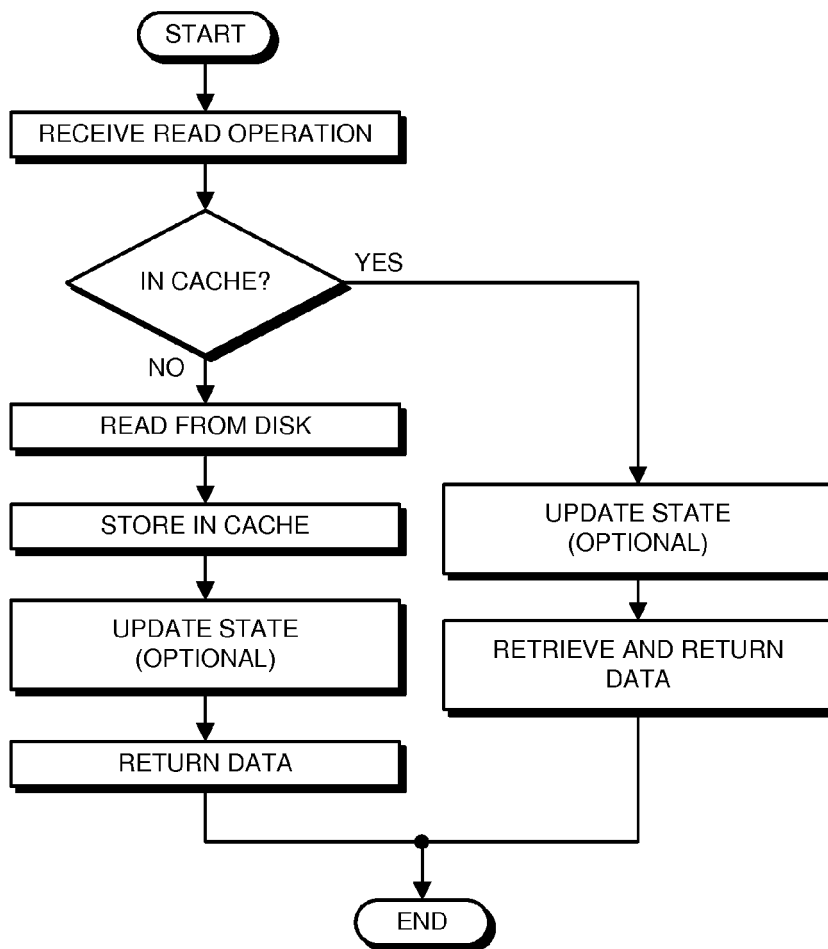 START
RECEIVE READ OPERATION
IN CACHE?
YES
NO
READ FROM DISK
STORE IN CACHE
UPDATE STATE
(OPTIONAL)
RETURN DATA
UPDATE STATE
(OPTIONAL)
RETRIEVE AND RETURN
DATA
END